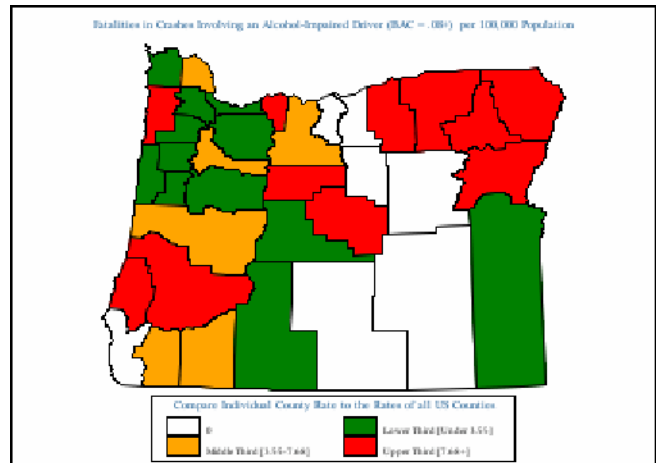 Fatalities in Crashes Involving an Alcohol-Impaired Driver (BAC = .08+) per 100,000 Population
Compare Individual County Rate to the Rates of all US Counties
0
Lower Third [Under 3.55]
Middle Third [3.55-7.68]
Upper Third [7.68+]